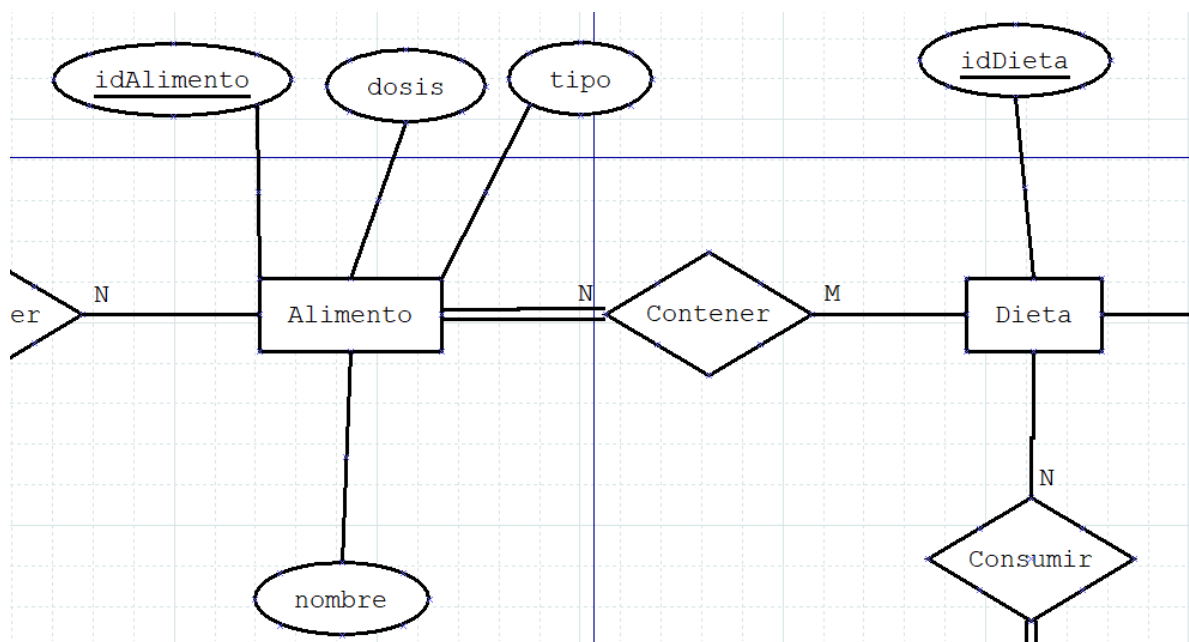 idAlimento
dosis
tipo
idDieta
er
N
Alimento
N
Contener
M
Dieta
N
Consumir
nombre